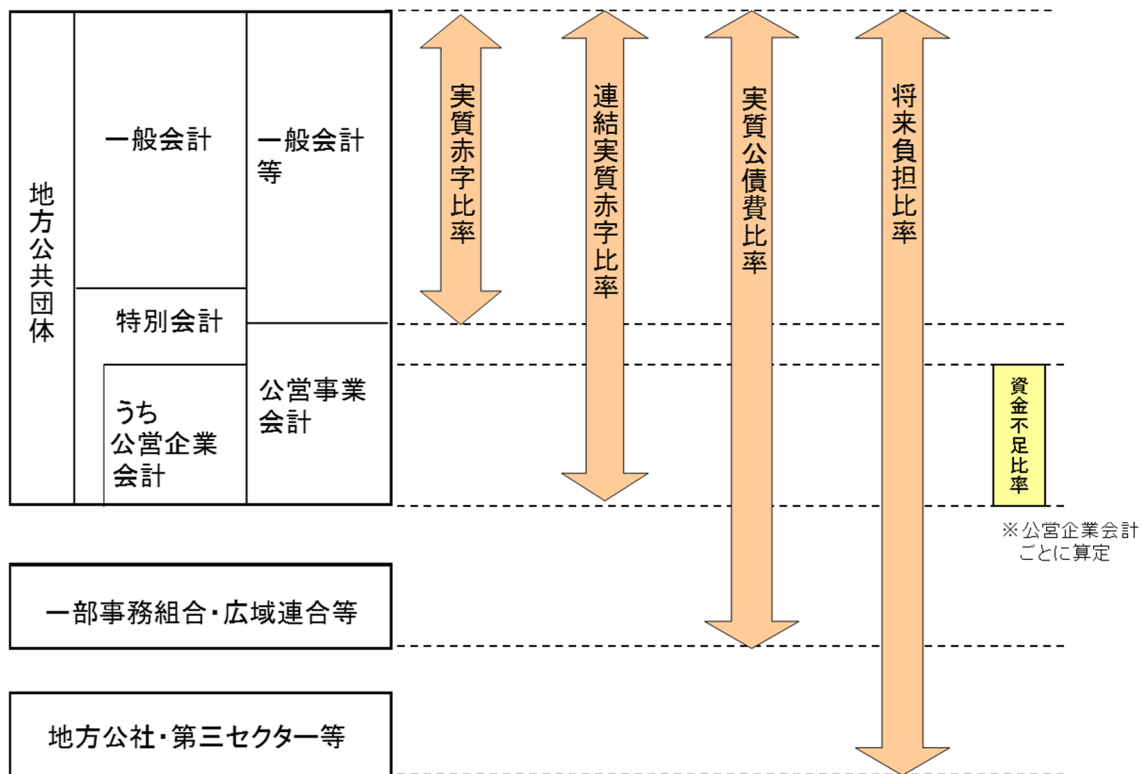 地方公共団体
一般会計
一般会計
等
特別会計
うち
公営企業
会計
公営事業
会計
実質赤字比率
連結実質赤字比率
実質公債費比率
将来負担比率
資金不足比率
※公営企業会計
ごとに算定
一部事務組合・広域連合等
地方公社・第三セクター等